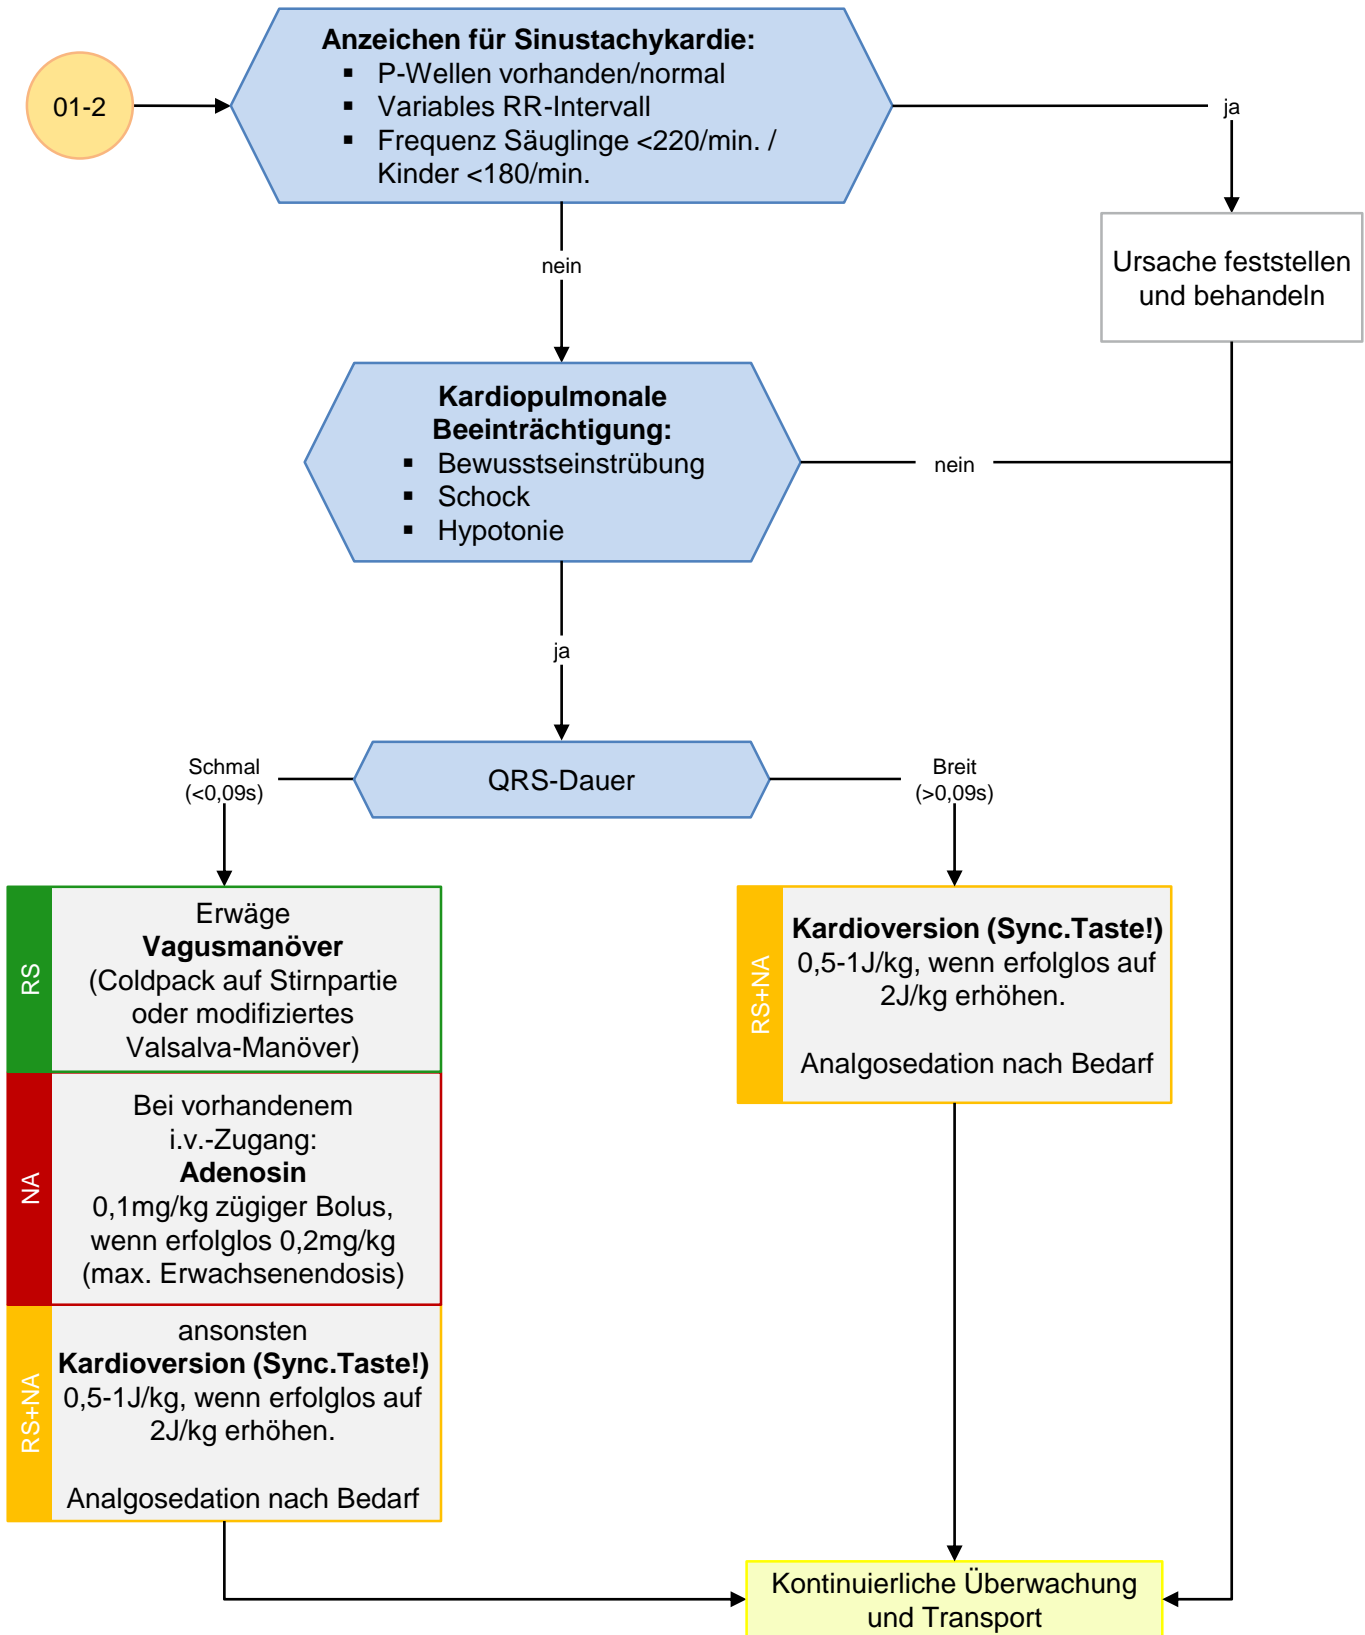 01-2
Anzeichen für Sinustachykardie:
▪ P-Wellen vorhanden/normal
▪ Variables RR-Intervall
▪ Frequenz Säuglinge <220/min. /
Kinder <180/min.
ja
nein
Ursache feststellen
und behandeln
Kardiopulmonale
Beeinträchtigung:
▪ Bewusstseinstrübung
▪ Schock
▪ Hypotonie
nein
ja
QRS-Dauer
Schmal
(<0,09s)
Breit
(>0,09s)
RS
Erwäge
Vagusmanöver
(Coldpack auf Stirnpartie
oder modifiziertes
Valsalva-Manöver)
NA
Bei vorhandenem
i.v.-Zugang:
Adenosin
0,1mg/kg zügiger Bolus,
wenn erfolglos 0,2mg/kg
(max. Erwachsenendosis)
RS+NA
ansonsten
Kardioversion (Sync.Taste!)
0,5-1J/kg, wenn erfolglos auf
2J/kg erhöhen.
Analgosedation nach Bedarf
RS+NA
Kardioversion (Sync.Taste!)
0,5-1J/kg, wenn erfolglos auf
2J/kg erhöhen.
Analgosedation nach Bedarf
Kontinuierliche Überwachung
und Transport